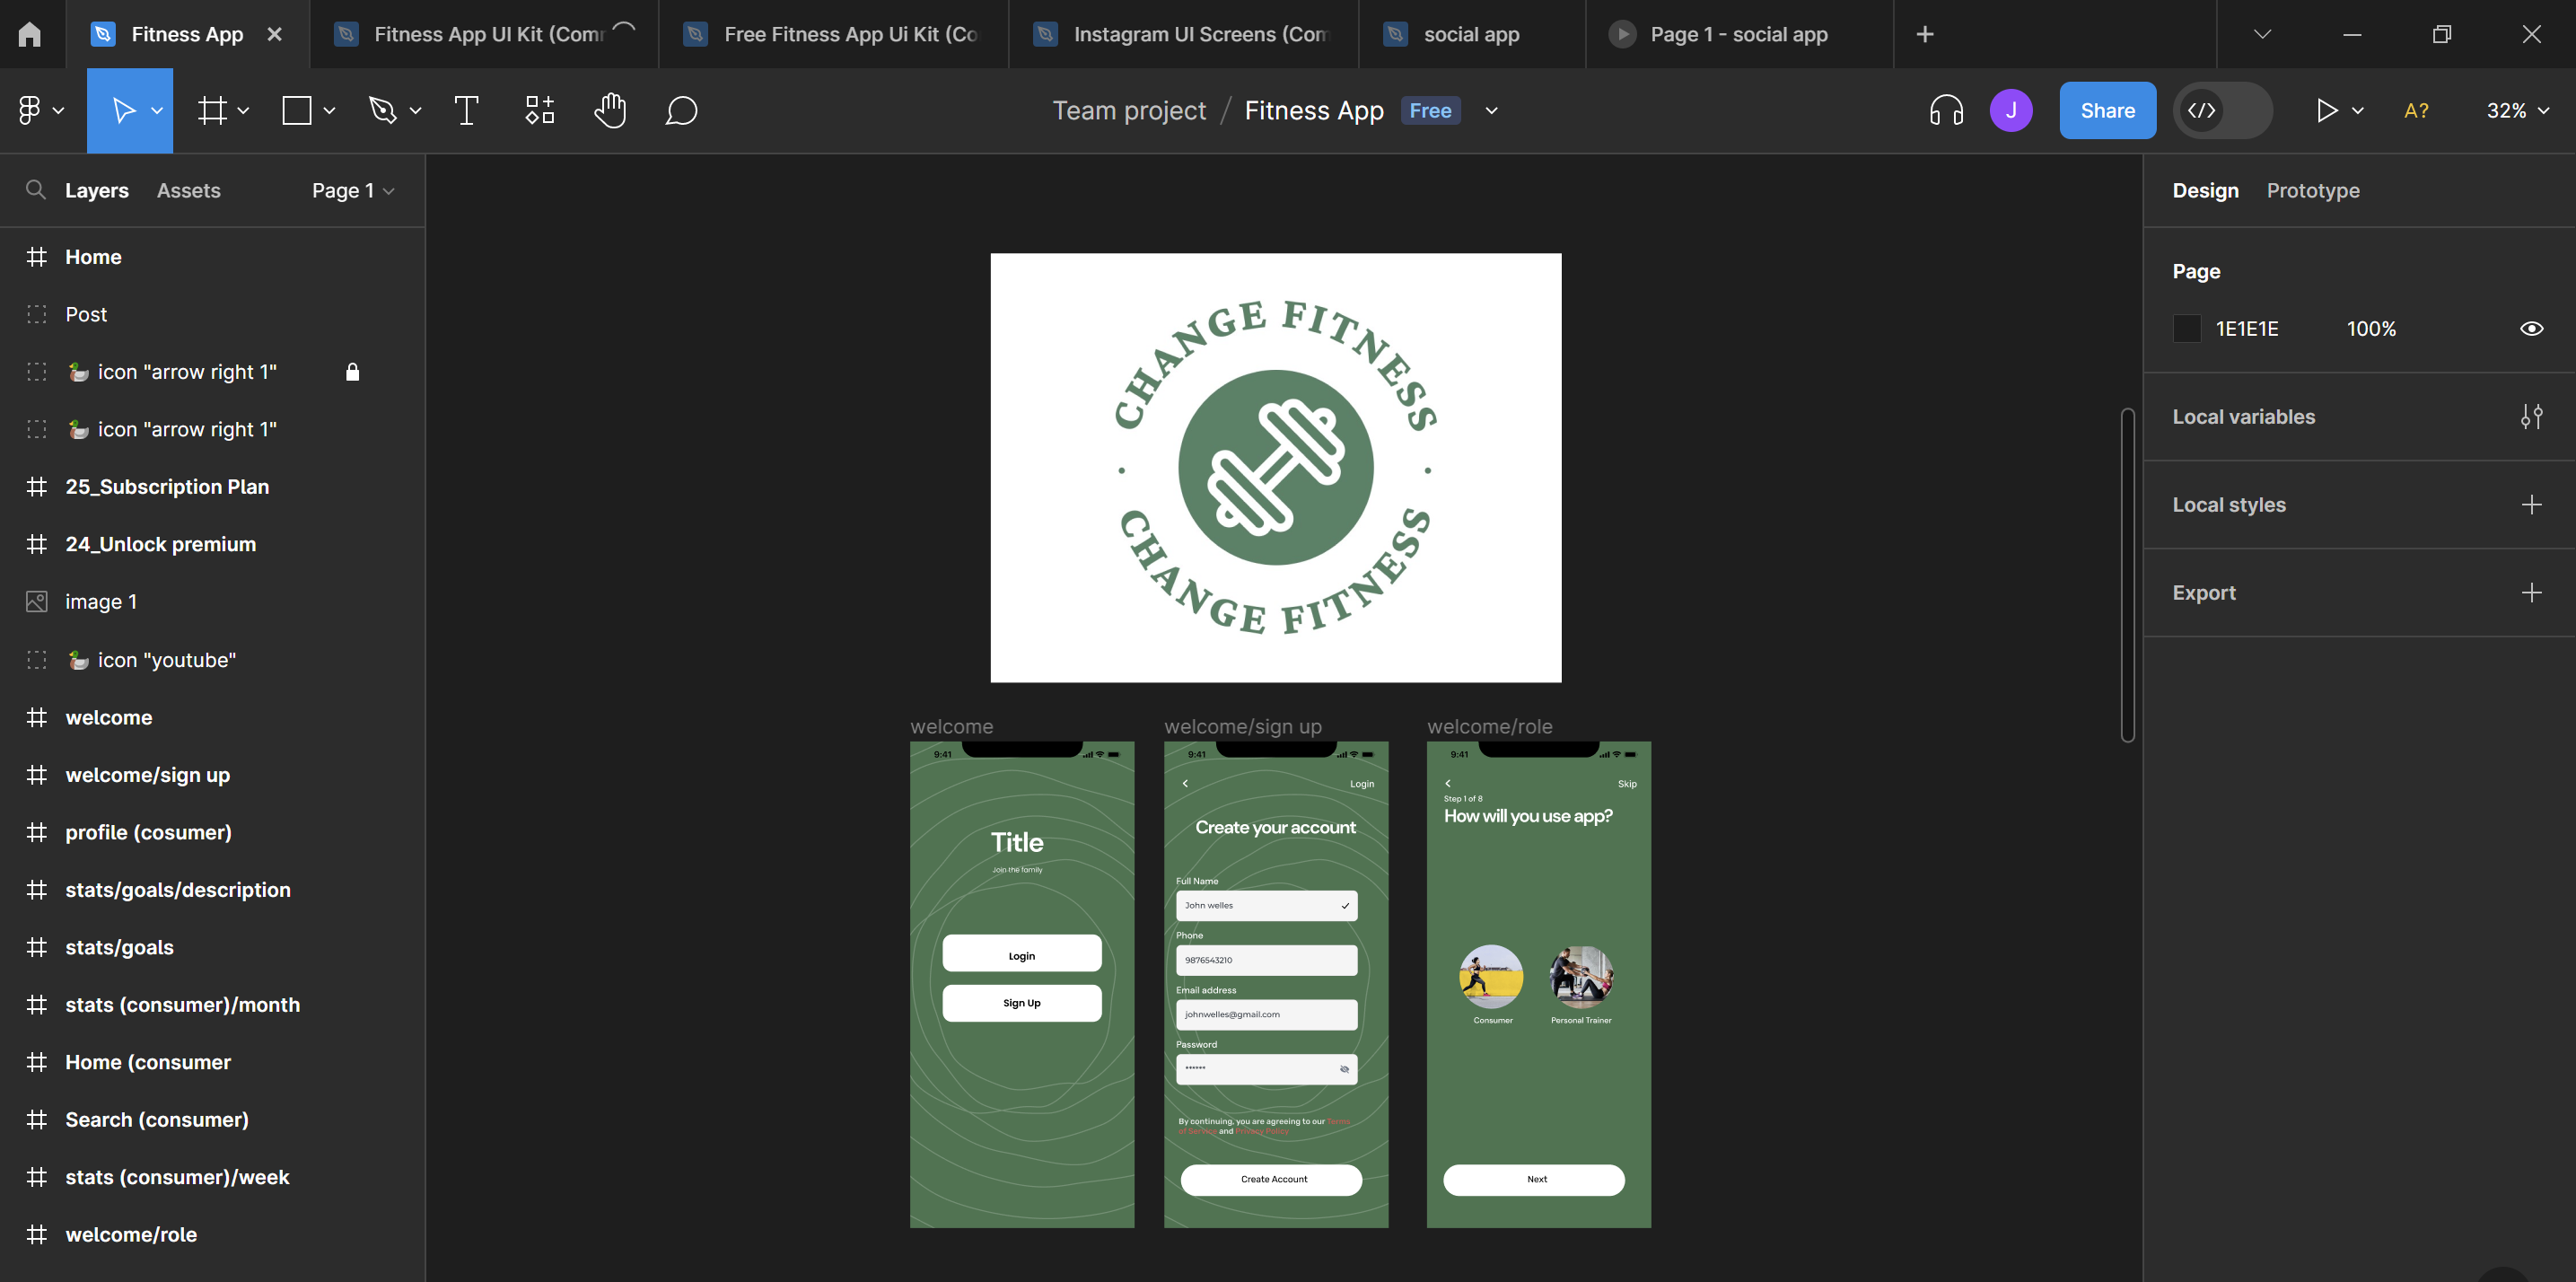 Fitness App
Fitness App UI Kit (Comr
Free Fitness App Ui Kit (Co
Instagram UI Screens (Com
social app
Page 1 - social app
Team project / Fitness App Free
J
Share
A?
32%
Layers
Assets
Page 1
Home
Post
icon "arrow right 1"
icon "arrow right 1"
25_Subscription Plan
24_Unlock premium
image 1
icon "youtube"
welcome
welcome/sign up
profile (cosumer)
stats/goals/description
stats/goals
stats (consumer)/month
Home (consumer
Search (consumer)
stats (consumer)/week
welcome/role
CHANGE FITNESS
CHANGE FITNESS
welcome
9:41
Title
Join the family
Login
Sign Up
welcome/sign up
9:41
Login
Create your account
Full Name
John welles
Phone
9876543210
Email address
johnwelles@gmail.com
Password
******
By continuing, you are agreeing to our Terms
of Service and Privacy Policy
Create Account
welcome/role
9:41
Skip
Step 1 of 8
How will you use app?
Consumer
Personal Trainer
Next
Design
Prototype
Page
1E1E1E
100%
Local variables
Local styles
Export